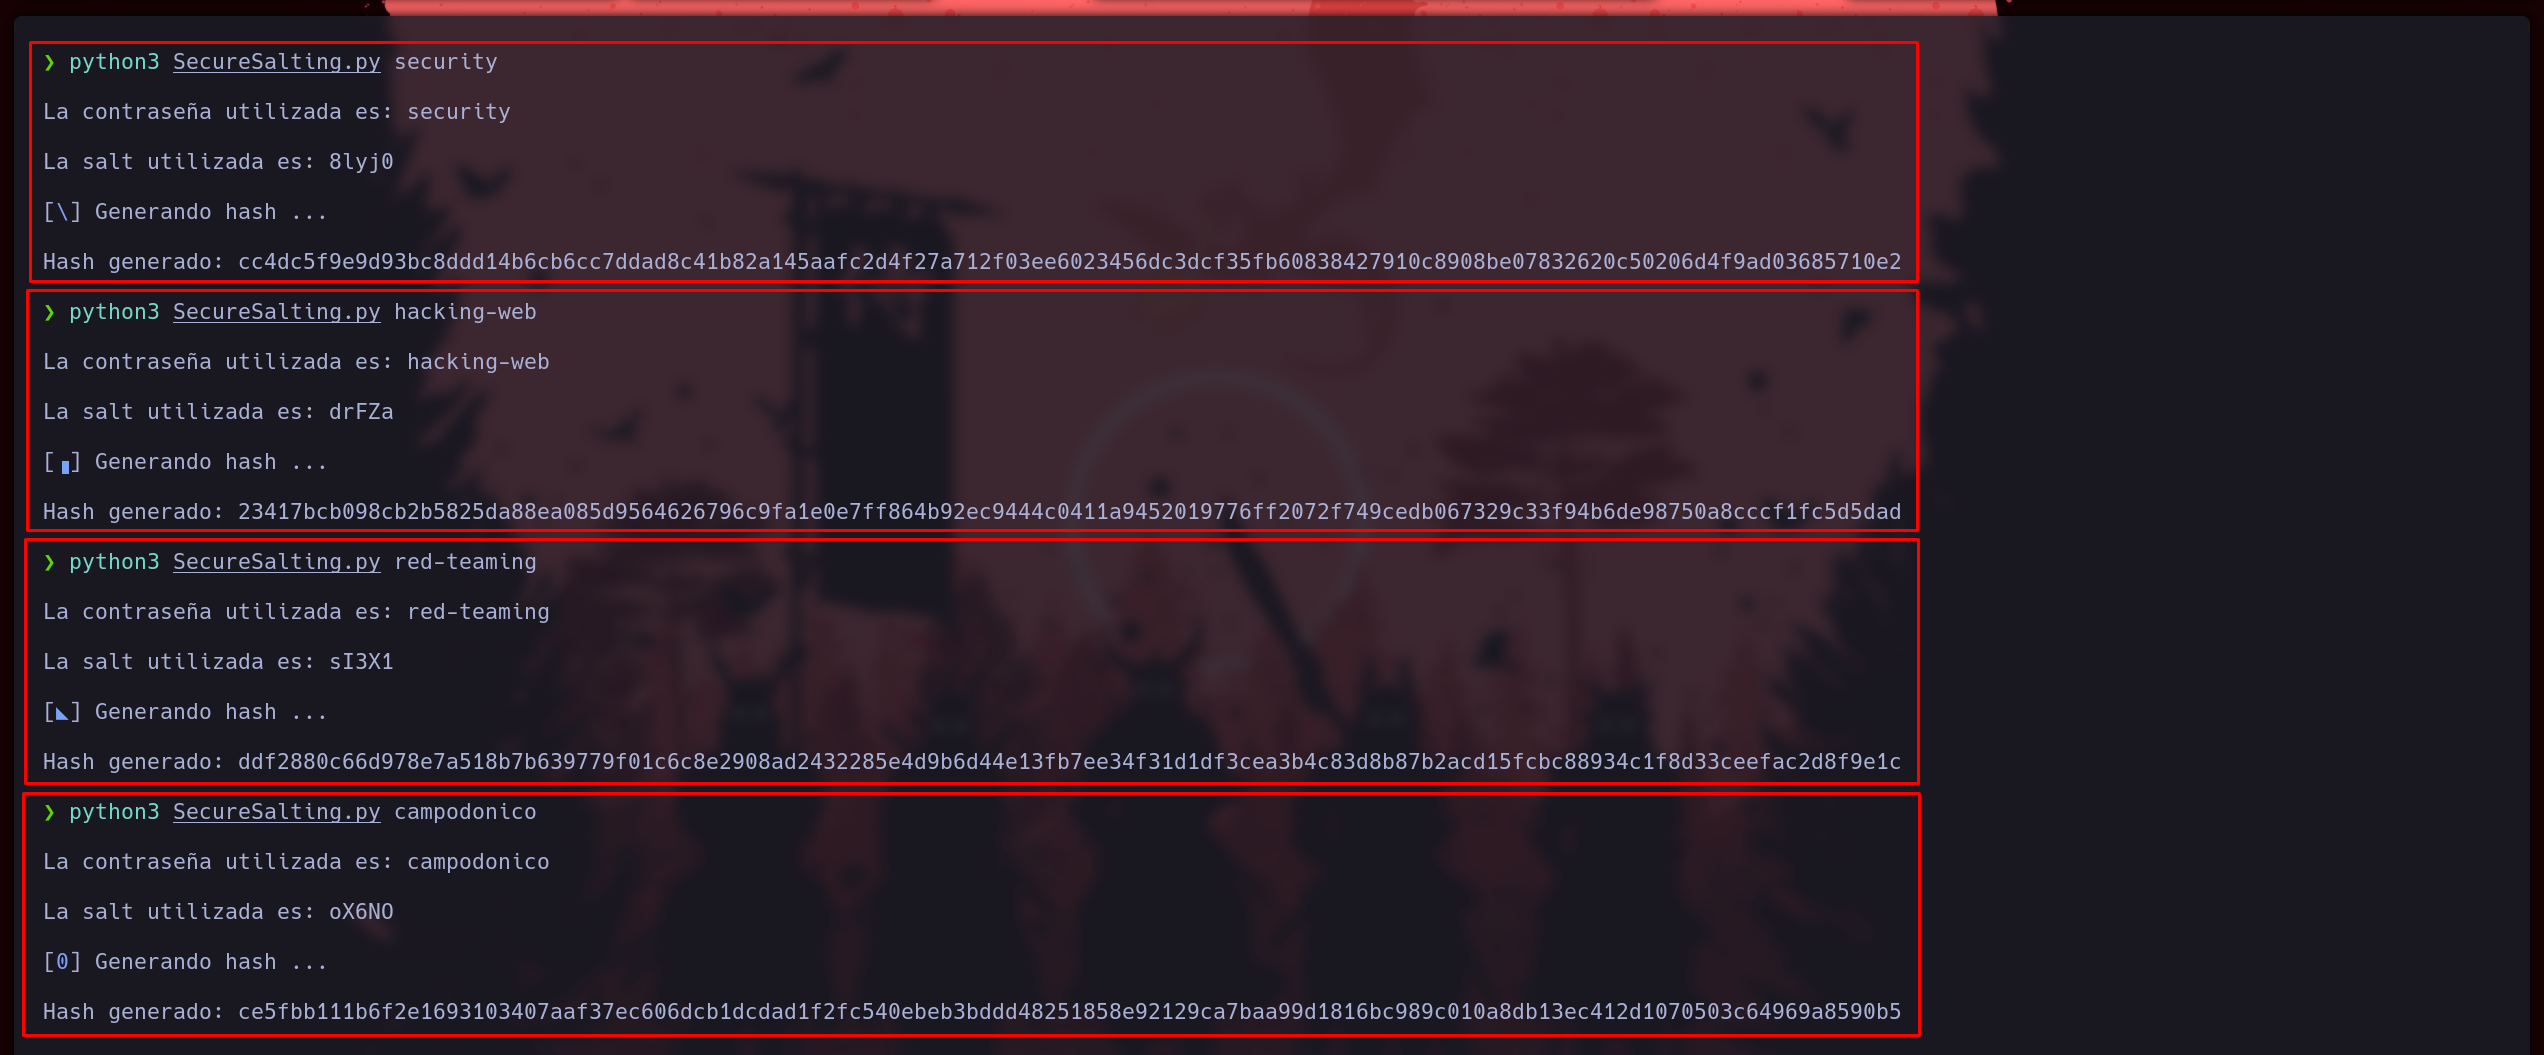 ❯ python3 SecureSalting.py security
La contraseña utilizada es: security
La salt utilizada es: 8lyj0
[\] Generando hash ...
Hash generado: cc4dc5f9e9d93bc8ddd14b6cb6cc7ddad8c41b82a145aafc2d4f27a712f03ee6023456dc3dcf35fb60838427910c8908be07832620c50206d4f9ad03685710e2
❯ python3 SecureSalting.py hacking-web
La contraseña utilizada es: hacking-web
La salt utilizada es: drFZa
[▗] Generando hash ...
Hash generado: 23417bcb098cb2b5825da88ea085d9564626796c9fa1e0e7ff864b92ec9444c0411a9452019776ff2072f749cedb067329c33f94b6de98750a8cccf1fc5d5dad
❯ python3 SecureSalting.py red-teaming
La contraseña utilizada es: red-teaming
La salt utilizada es: sI3X1
[◣] Generando hash ...
Hash generado: ddf2880c66d978e7a518b7b639779f01c6c8e2908ad2432285e4d9b6d44e13fb7ee34f31d1df3cea3b4c83d8b87b2acd15fcbc88934c1f8d33ceefac2d8f9e1c
❯ python3 SecureSalting.py campodonico
La contraseña utilizada es: campodonico
La salt utilizada es: oX6NO
[0] Generando hash ...
Hash generado: ce5fbb111b6f2e1693103407aaf37ec606dcb1dcdad1f2fc540ebeb3bddd48251858e92129ca7baa99d1816bc989c010a8db13ec412d1070503c64969a8590b5